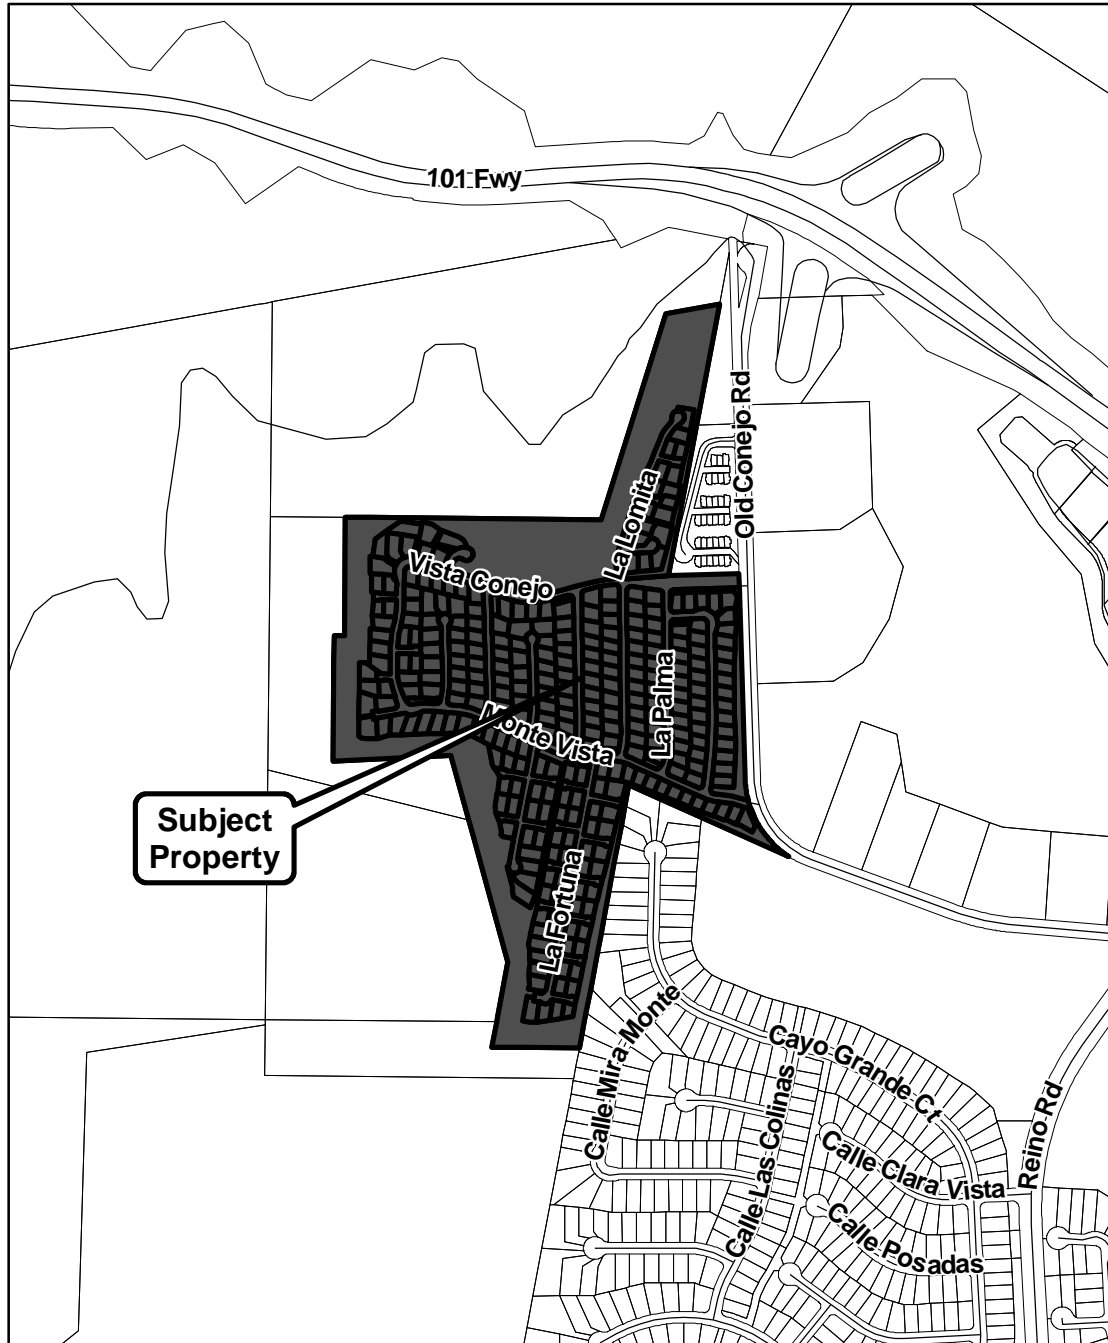 101 Fwy
Old Conejo Rd
La Lomita
Vista Conejo
La Palma
Monte Vista
Subject
Property
La Fortuna
Calle Mira Monte
Cayo Grande Ct
Calle Las Colinas
Reino Rd
Calle Clara Vista
Calle Posadas